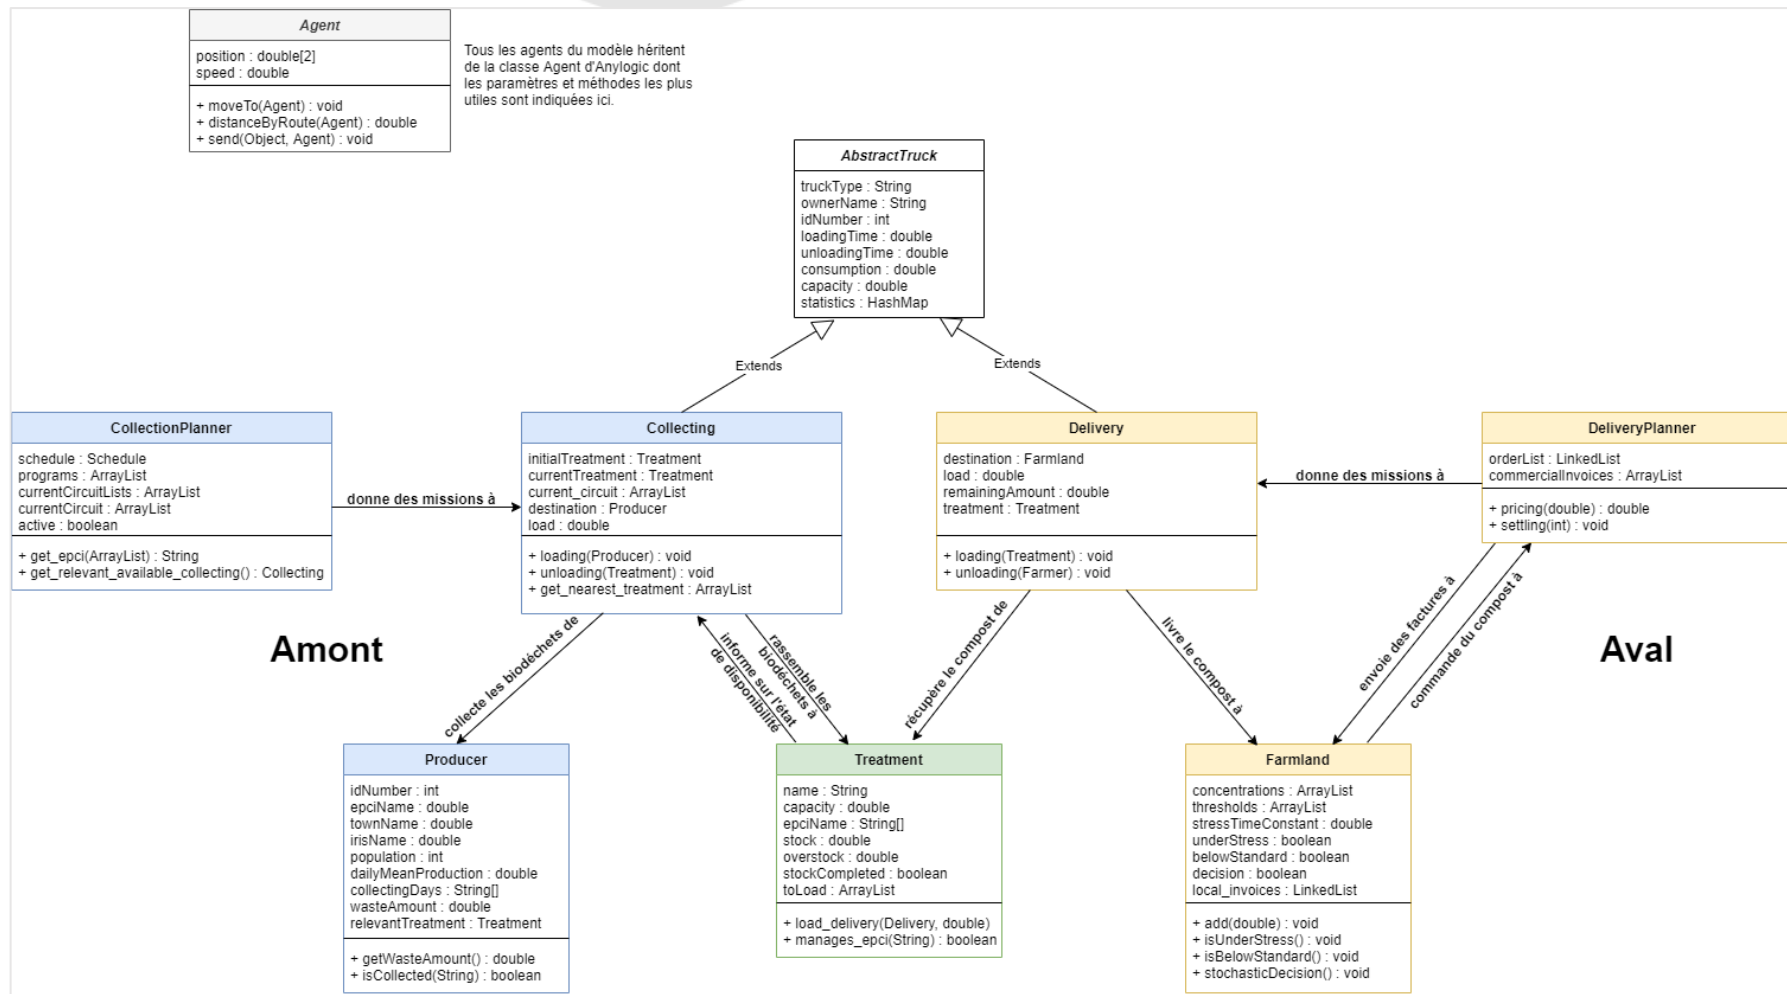 Agent
position : double[2]
speed : double
+ moveTo(Agent) : void
+ distanceByRoute(Agent) : double
+ send(Object, Agent) : void
Tous les agents du modèle héritent
de la classe Agent d'Anylogic dont
les paramètres et méthodes les plus
utiles sont indiquées ici.
AbstractTruck
truckType : String
ownerName : String
idNumber : int
loadingTime : double
unloadingTime : double
consumption : double
capacity : double
statistics : HashMap
Extends
Extends
CollectionPlanner
schedule : Schedule
programs : ArrayList
currentCircuitLists : ArrayList
currentCircuit : ArrayList
active : boolean
+ get_epci(ArrayList) : String
+ get_relevant_available_collecting() : Collecting
donne des missions à
Collecting
initialTreatment : Treatment
currentTreatment : Treatment
current_circuit : ArrayList
destination : Producer
load : double
+ loading(Producer) : void
+ unloading(Treatment) : void
+ get_nearest_treatment : ArrayList
Delivery
destination : Farmland
load : double
remainingAmount : double
treatment : Treatment
+ loading(Treatment) : void
+ unloading(Farmer) : void
donne des missions à
DeliveryPlanner
orderList : LinkedList
commercialInvoices : ArrayList
+ pricing(double) : double
+ settling(int) : void
Amont
collecte les biodéchets de
informe sur l'état
de disponibilité
rassemble les
biodéchets à
récupère le compost de
livre le compost à
envoie des factures à
commande du compost à
Aval
Producer
idNumber : int
epciName : double
townName : double
irisName : double
population : int
dailyMeanProduction : double
collectingDays : String[]
wasteAmount : double
relevantTreatment : Treatment
+ getWasteAmount() : double
+ isCollected(String) : boolean
Treatment
name : String
capacity : double
epciName : String[]
stock : double
overstock : double
stockCompleted : boolean
toLoad : ArrayList
+ load_delivery(Delivery, double)
+ manages_epci(String) : boolean
Farmland
concentrations : ArrayList
thresholds : ArrayList
stressTimeConstant : double
underStress : boolean
belowStandard : boolean
decision : boolean
local_invoices : LinkedList
+ add(double) : void
+ isUnderStress() : void
+ isBelowStandard() : void
+ stochasticDecision() : void